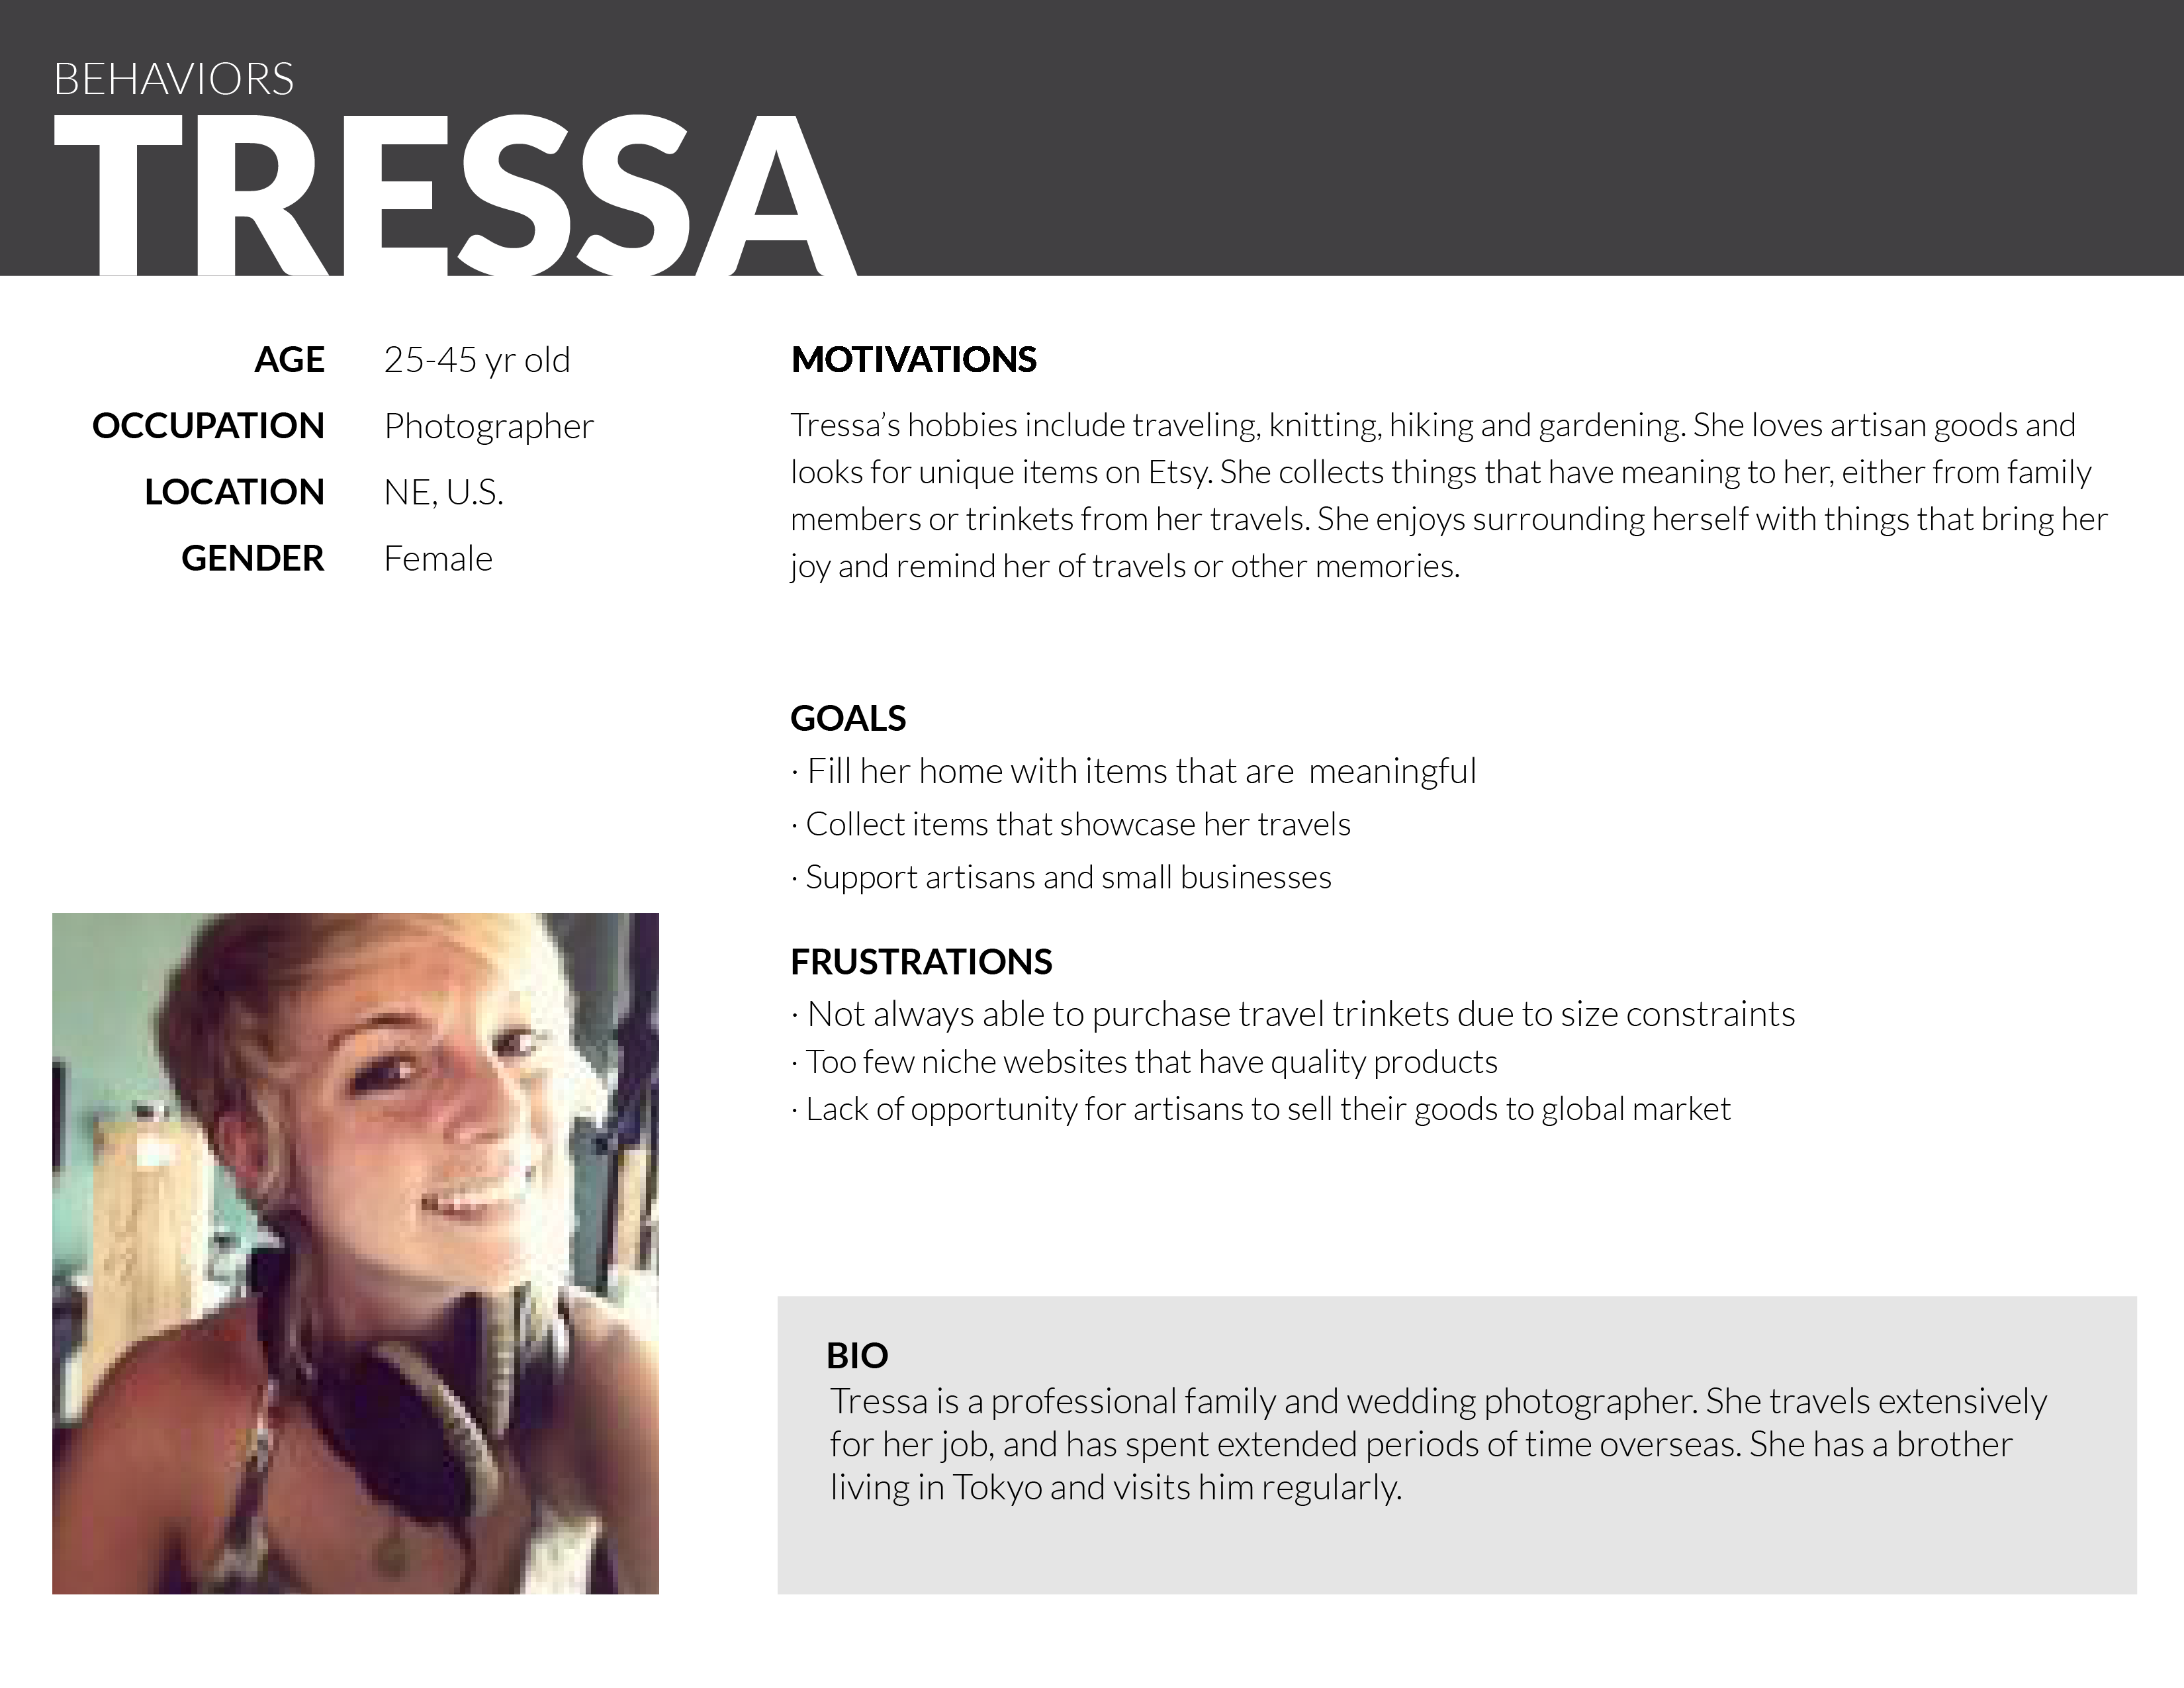 BEHAVIORS
TRESSA
AGE 25-45 yr old
OCCUPATION Photographer
LOCATION NE, U.S.
GENDER Female
MOTIVATIONS
Tressa’s hobbies include traveling, knitting, hiking and gardening. She loves artisan goods and
looks for unique items on Etsy. She collects things that have meaning to her, either from family
members or trinkets from her travels. She enjoys surrounding herself with things that bring her
joy and remind her of travels or other memories.
GOALS
· Fill her home with items that are  meaningful
· Collect items that showcase her travels
· Support artisans and small businesses
FRUSTRATIONS
· Not always able to purchase travel trinkets due to size constraints
· Too few niche websites that have quality products
· Lack of opportunity for artisans to sell their goods to global market
BIO
Tressa is a professional family and wedding photographer. She travels extensively
for her job, and has spent extended periods of time overseas. She has a brother
living in Tokyo and visits him regularly.